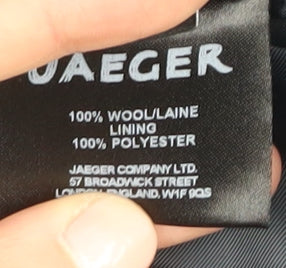 JAEGER
100% WOOL/LAINE
LINING
100% POLYESTER
JAEGER COMPANY LTD.
57 BROADWICK STREET
LONDON, ENGLAND. W1F 9QS